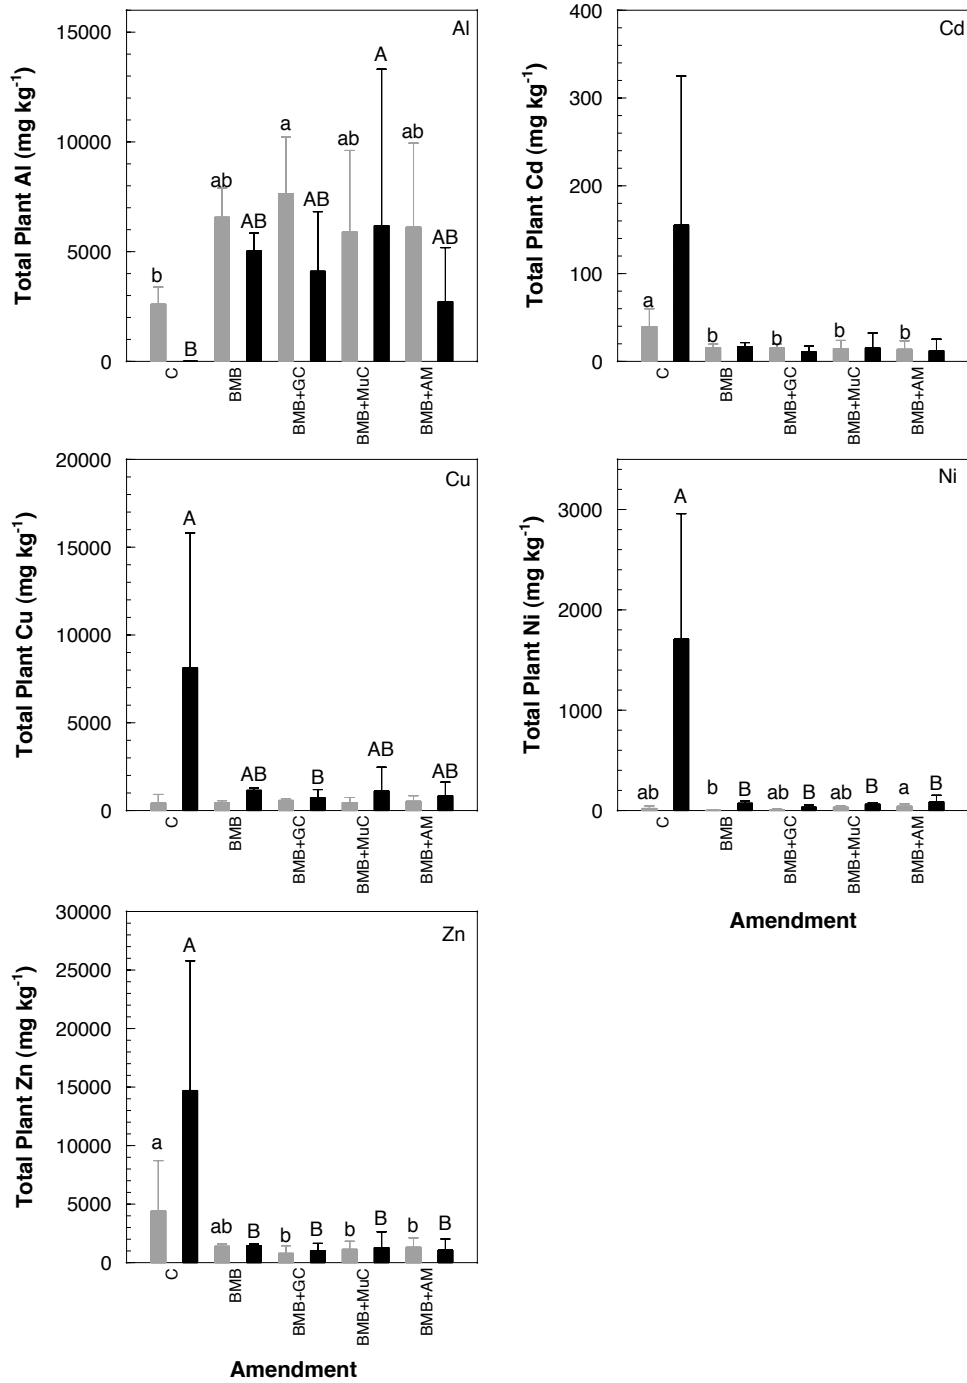 Total Plant Al (mg kg⁻¹)
15000
10000
5000
0
Al
b
B
ab
AB
a
AB
ab
A
ab
AB
C
BMB
BMB+GC
BMB+MuC
BMB+AM
Total Plant Cd (mg kg⁻¹)
400
300
200
100
0
Cd
a
b
b
b
b
C
BMB
BMB+GC
BMB+MuC
BMB+AM
Total Plant Cu (mg kg⁻¹)
20000
15000
10000
5000
0
Cu
A
AB
B
AB
AB
C
BMB
BMB+GC
BMB+MuC
BMB+AM
Total Plant Ni (mg kg⁻¹)
3000
2000
1000
0
Ni
ab
A
b
B
ab
B
ab
B
a
B
C
BMB
BMB+GC
BMB+MuC
BMB+AM
Amendment
Total Plant Zn (mg kg⁻¹)
30000
25000
20000
15000
10000
5000
0
Zn
a
A
ab
B
b
B
b
B
b
B
C
BMB
BMB+GC
BMB+MuC
BMB+AM
Amendment